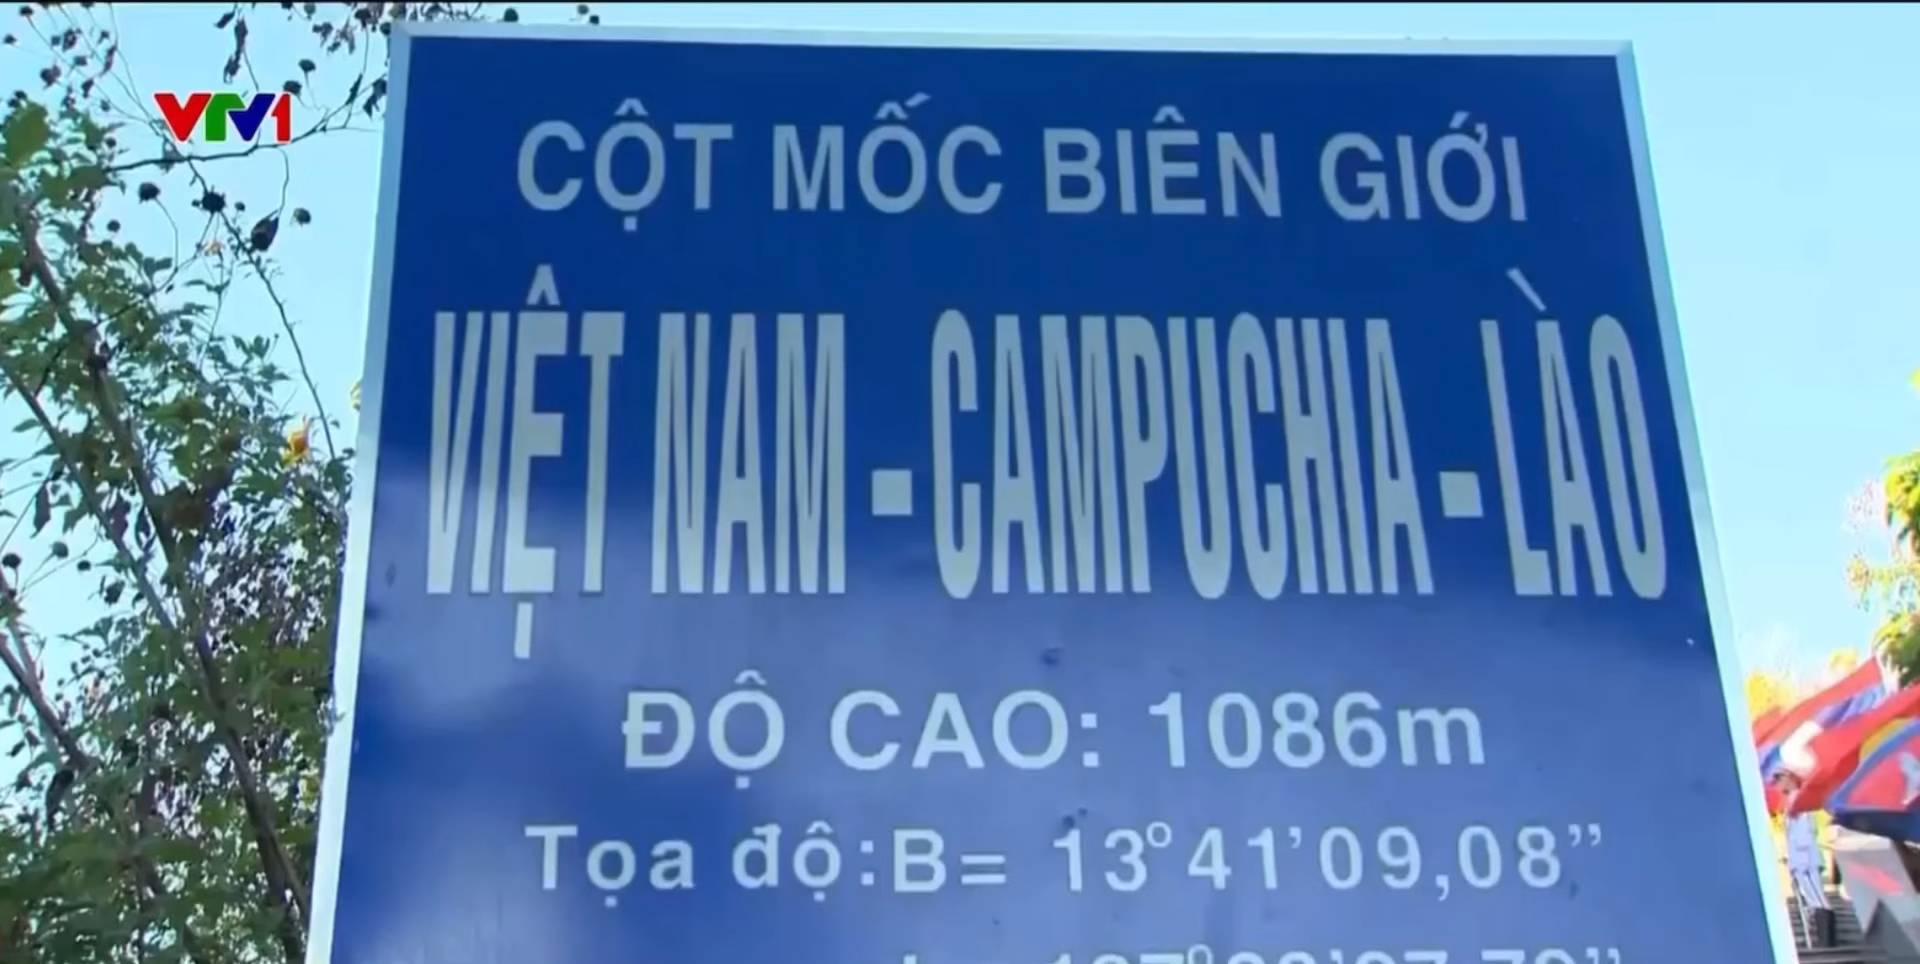 VTV1
CỘT MỐC BIÊN GIỚI
VIỆT NAM - CAMPUCHIA - LÀO
ĐỘ CAO: 1086m
Tọa độ:B= 13°41’09,08”